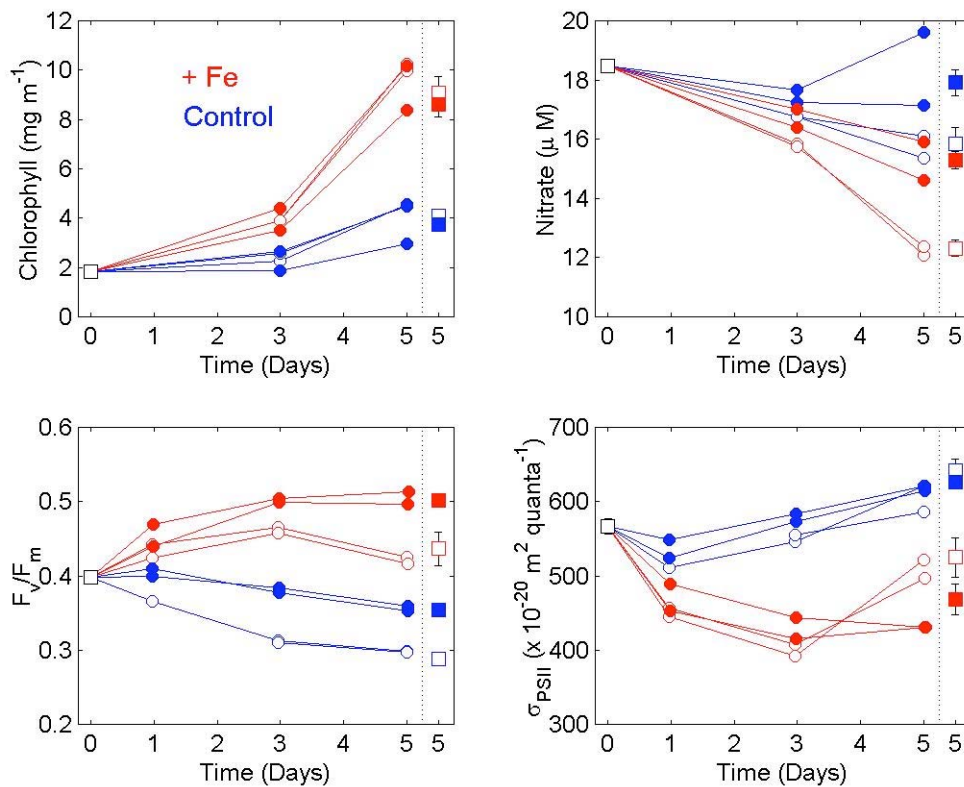 12
10
8
6
4
2
0
Chlorophyll (mg m⁻¹)
+ Fe
Control
0 1 2 3 4 5 5
Time (Days)
20
18
16
14
12
10
Nitrate (μ M)
0 1 2 3 4 5 5
Time (Days)
0.6
0.5
0.4
0.3
0.2
Fᵥ/Fₘ
0 1 2 3 4 5 5
Time (Days)
700
600
500
400
300
σPSII (x 10⁻²⁰ m² quanta⁻¹)
0 1 2 3 4 5 5
Time (Days)